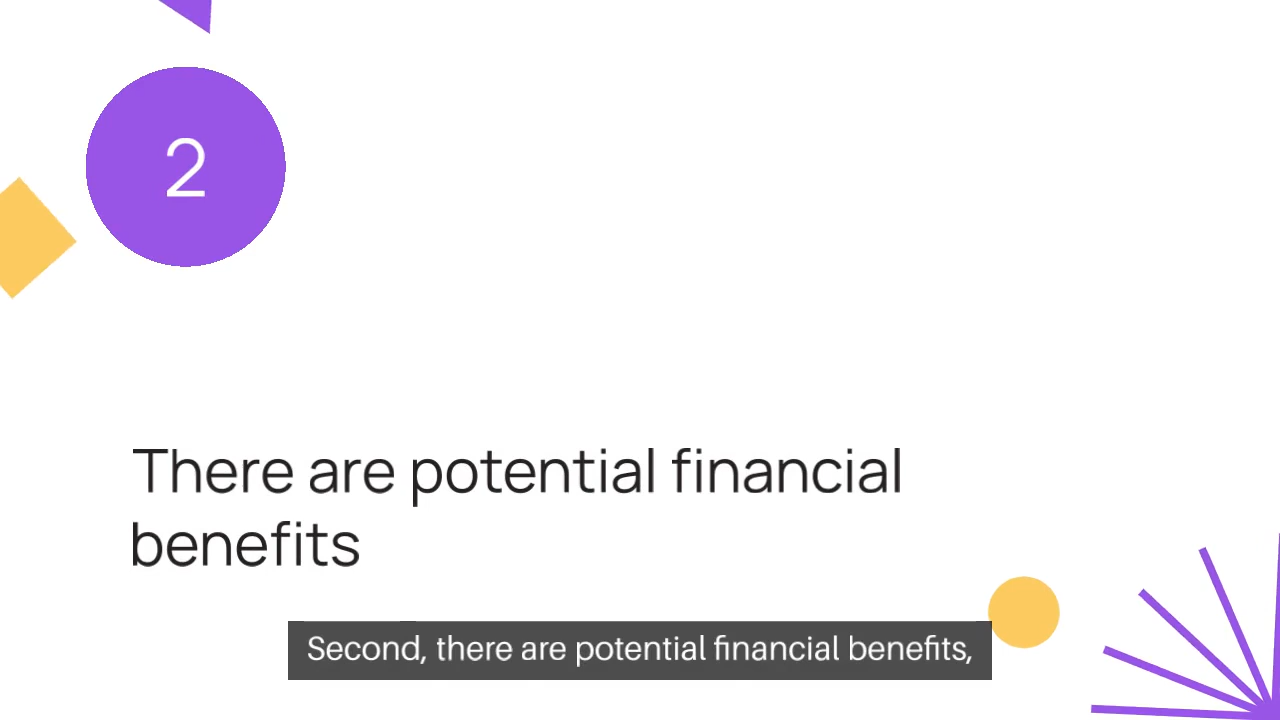 2
There are potential financial
benefits
Second, there are potential financial benefits,